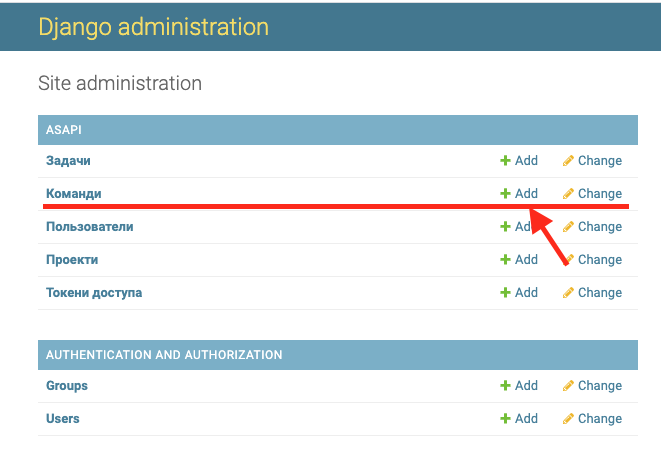 Django administration
Site administration
ASAPI
Задачи Add Change
Команди Add Change
Пользователи Add Change
Проекти Add Change
Токени доступа Add Change
AUTHENTICATION AND AUTHORIZATION
Groups Add Change
Users Add Change